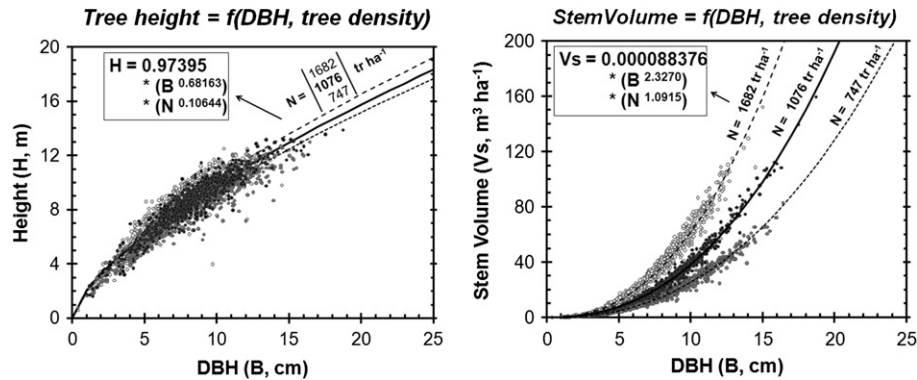 Tree height = f(DBH, tree density)
20
16
12
8
4
0
Height (H, m)
H = 0.97395
* (B 0.68163)
* (N 0.10644)
N = 1682 1076 747 tr ha-1
0 5 10 15 20 25
DBH (B, cm)
StemVolume = f(DBH, tree density)
200
160
120
80
40
0
Stem Volume (Vs, m3 ha-1)
Vs = 0.000088376
* (B 2.3270)
* (N 1.0915)
N = 1682 tr ha-1
N = 1076 tr ha-1
N = 747 tr ha-1
0 5 10 15 20 25
DBH (B, cm)